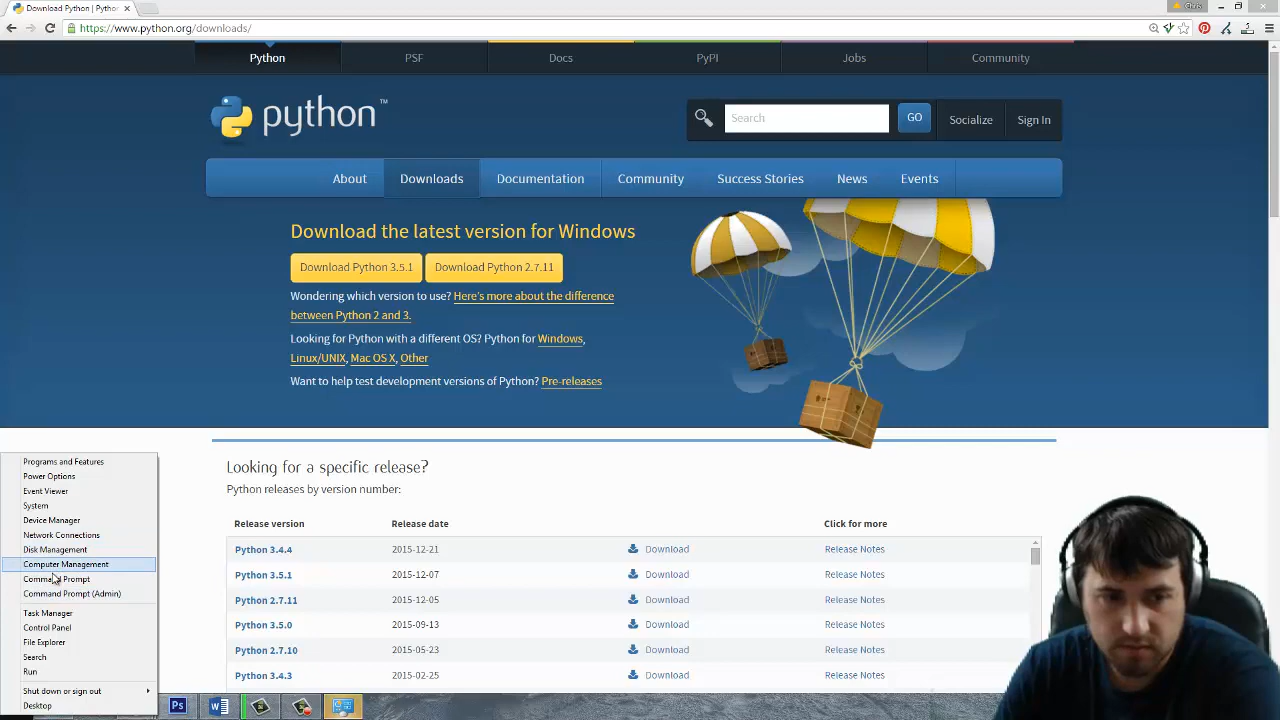 Download Python | Pytho
Chris
https://www.python.org/downloads/
Python
PSF
Docs
PyPI
Jobs
Community
python™
Search
GO
Socialize
Sign In
About
Downloads
Documentation
Community
Success Stories
News
Events
Download the latest version for Windows
Download Python 3.5.1
Download Python 2.7.11
Wondering which version to use? Here's more about the difference
between Python 2 and 3.
Looking for Python with a different OS? Python for Windows,
Linux/UNIX, Mac OS X, Other
Want to help test development versions of Python? Pre-releases
Looking for a specific release?
Python releases by version number:
Release version Release date Click for more
Python 3.4.4 2015-12-21 Download Release Notes
Python 3.5.1 2015-12-07 Download Release Notes
Python 2.7.11 2015-12-05 Download Release Notes
Python 3.5.0 2015-09-13 Download Release Notes
Python 2.7.10 2015-05-23 Download Release Notes
Python 3.4.3 2015-02-25 Download Release Notes
Programs and Features
Power Options
Event Viewer
System
Device Manager
Network Connections
Disk Management
Computer Management
Command Prompt
Command Prompt (Admin)
Task Manager
Control Panel
File Explorer
Search
Run
Shut down or sign out
Desktop
Ps
W